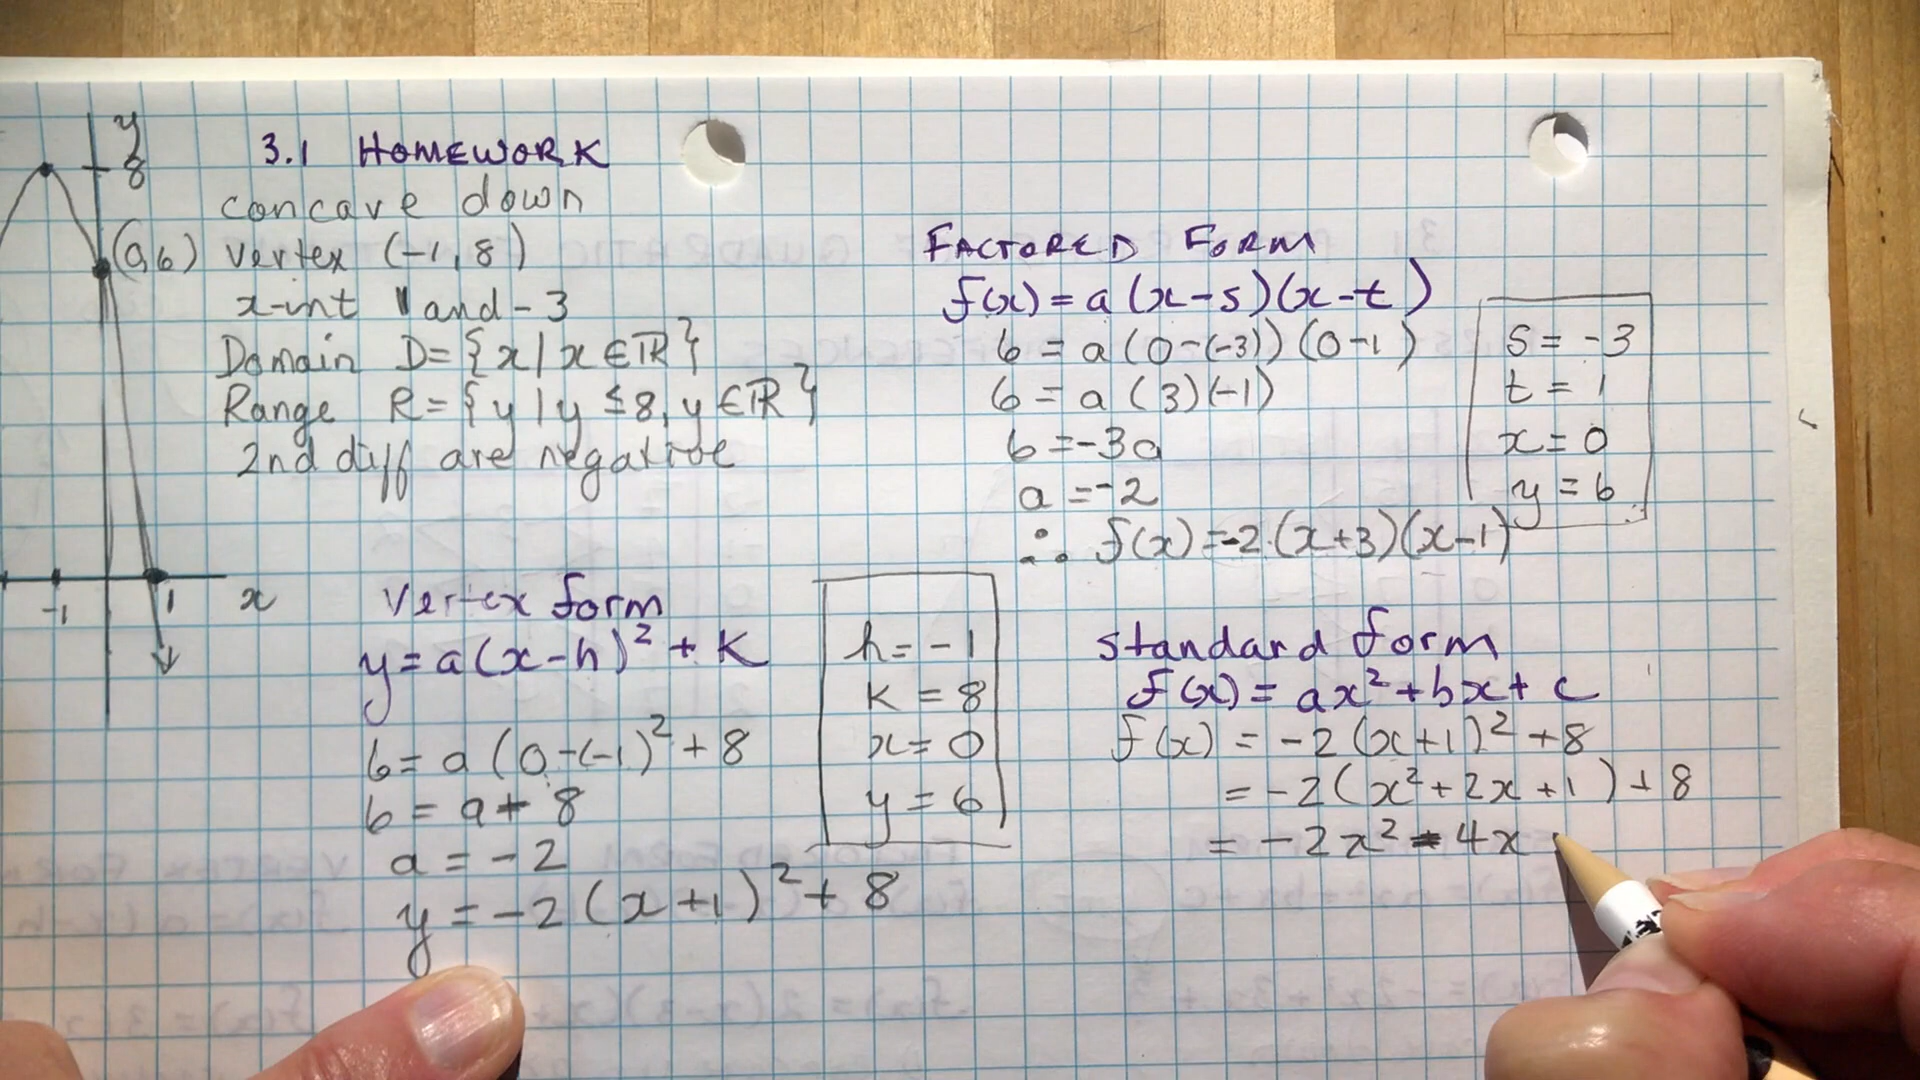 3.1 HOMEWORK
y
8
concave down
(0,6) vertex (-1,8)
x-int 1 and -3
Domain D={x|x∈ℝ}
Range R={y|y≤8, y∈ℝ}
2nd diff are negative
-1 1 x
FACTORED FORM
f(x)=a(x-s)(x-t)
6=a(0-(-3))(0-1)
6=a(3)(-1)
6=-3a
a=-2
∴ f(x)=-2(x+3)(x-1)
s=-3
t=1
x=0
y=6
Vertex form
y=a(x-h)²+K
6=a(0-(-1)²+8
6=a+8
a=-2
y=-2(x+1)²+8
h=-1
K=8
x=0
y=6
standard form
f(x)=ax²+bx+c
f(x)=-2(x+1)²+8
=-2(x²+2x+1)+8
=-2x²-4x